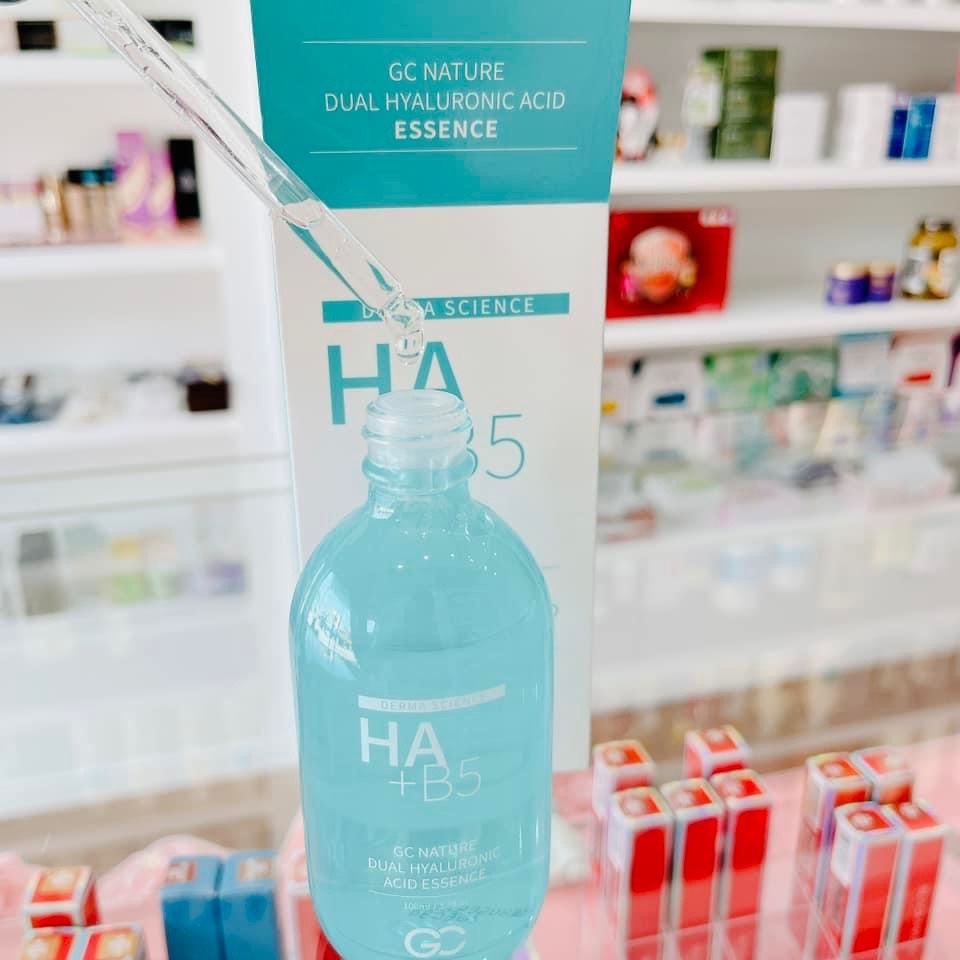 GC NATURE
DUAL HYALURONIC ACID
ESSENCE
DERMA SCIENCE
HA
B5
DERMA SCIENCE
HA
+B5
GC NATURE
DUAL HYALURONIC
ACID ESSENCE
GC